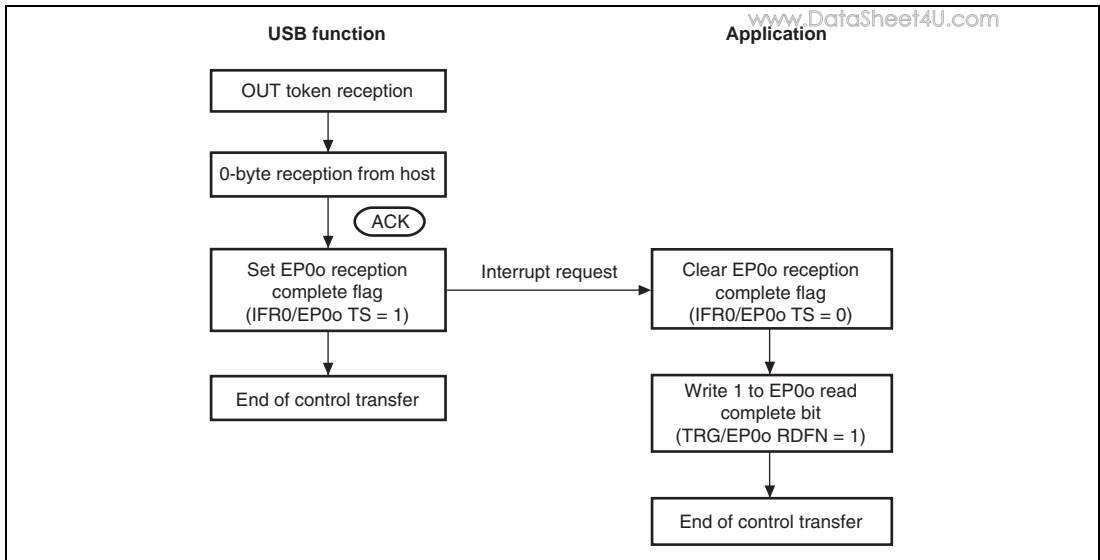 www.DataSheet4U.com
USB function
Application
OUT token reception
0-byte reception from host
ACK
Set EP0o reception
complete flag
(IFR0/EP0o TS = 1)
Interrupt request
Clear EP0o reception
complete flag
(IFR0/EP0o TS = 0)
End of control transfer
Write 1 to EP0o read
complete bit
(TRG/EP0o RDFN = 1)
End of control transfer